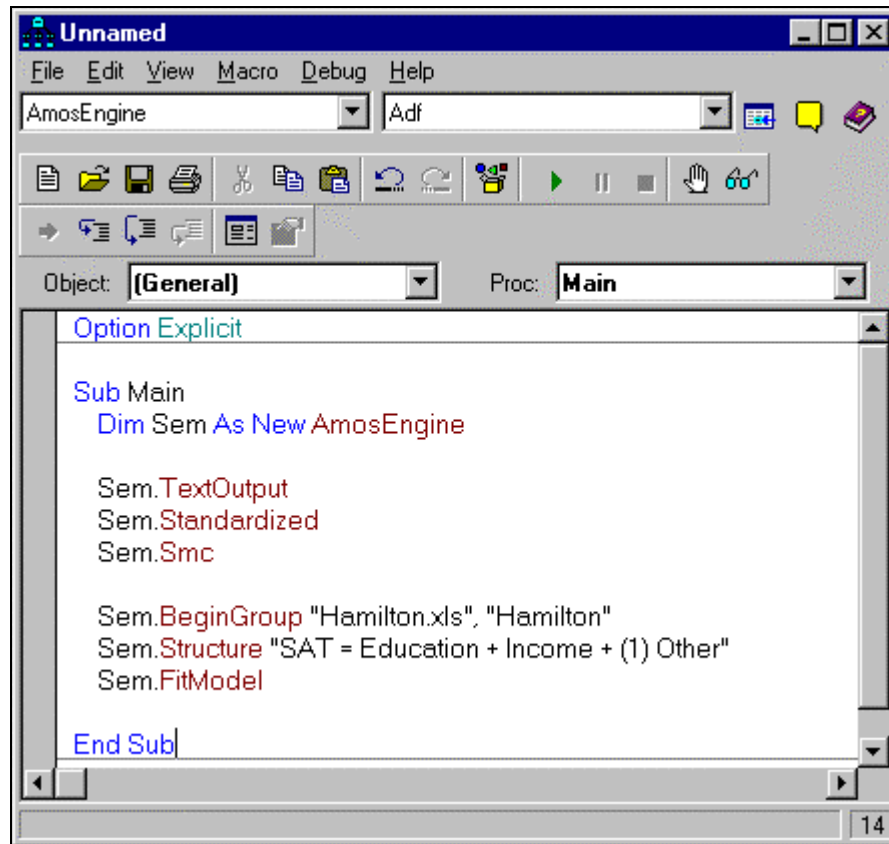 Unnamed
File Edit View Macro Debug Help
AmosEngine Adf
Object: (General) Proc: Main
Option Explicit
Sub Main
Dim Sem As New AmosEngine
Sem.TextOutput
Sem.Standardized
Sem.Smc
Sem.BeginGroup "Hamilton.xls", "Hamilton"
Sem.Structure "SAT = Education + Income + (1) Other"
Sem.FitModel
End Sub
14